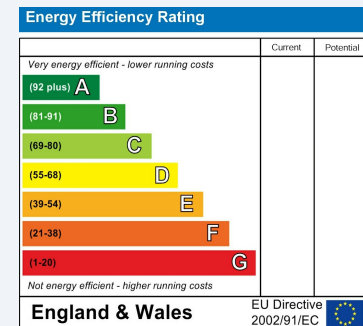 Energy Efficiency Rating
Current Potential
Very energy efficient - lower running costs
(92 plus) A
(81-91) B
(69-80) C
(55-68) D
(39-54) E
(21-38) F
(1-20) G
Not energy efficient - higher running costs
England & Wales
EU Directive
2002/91/EC